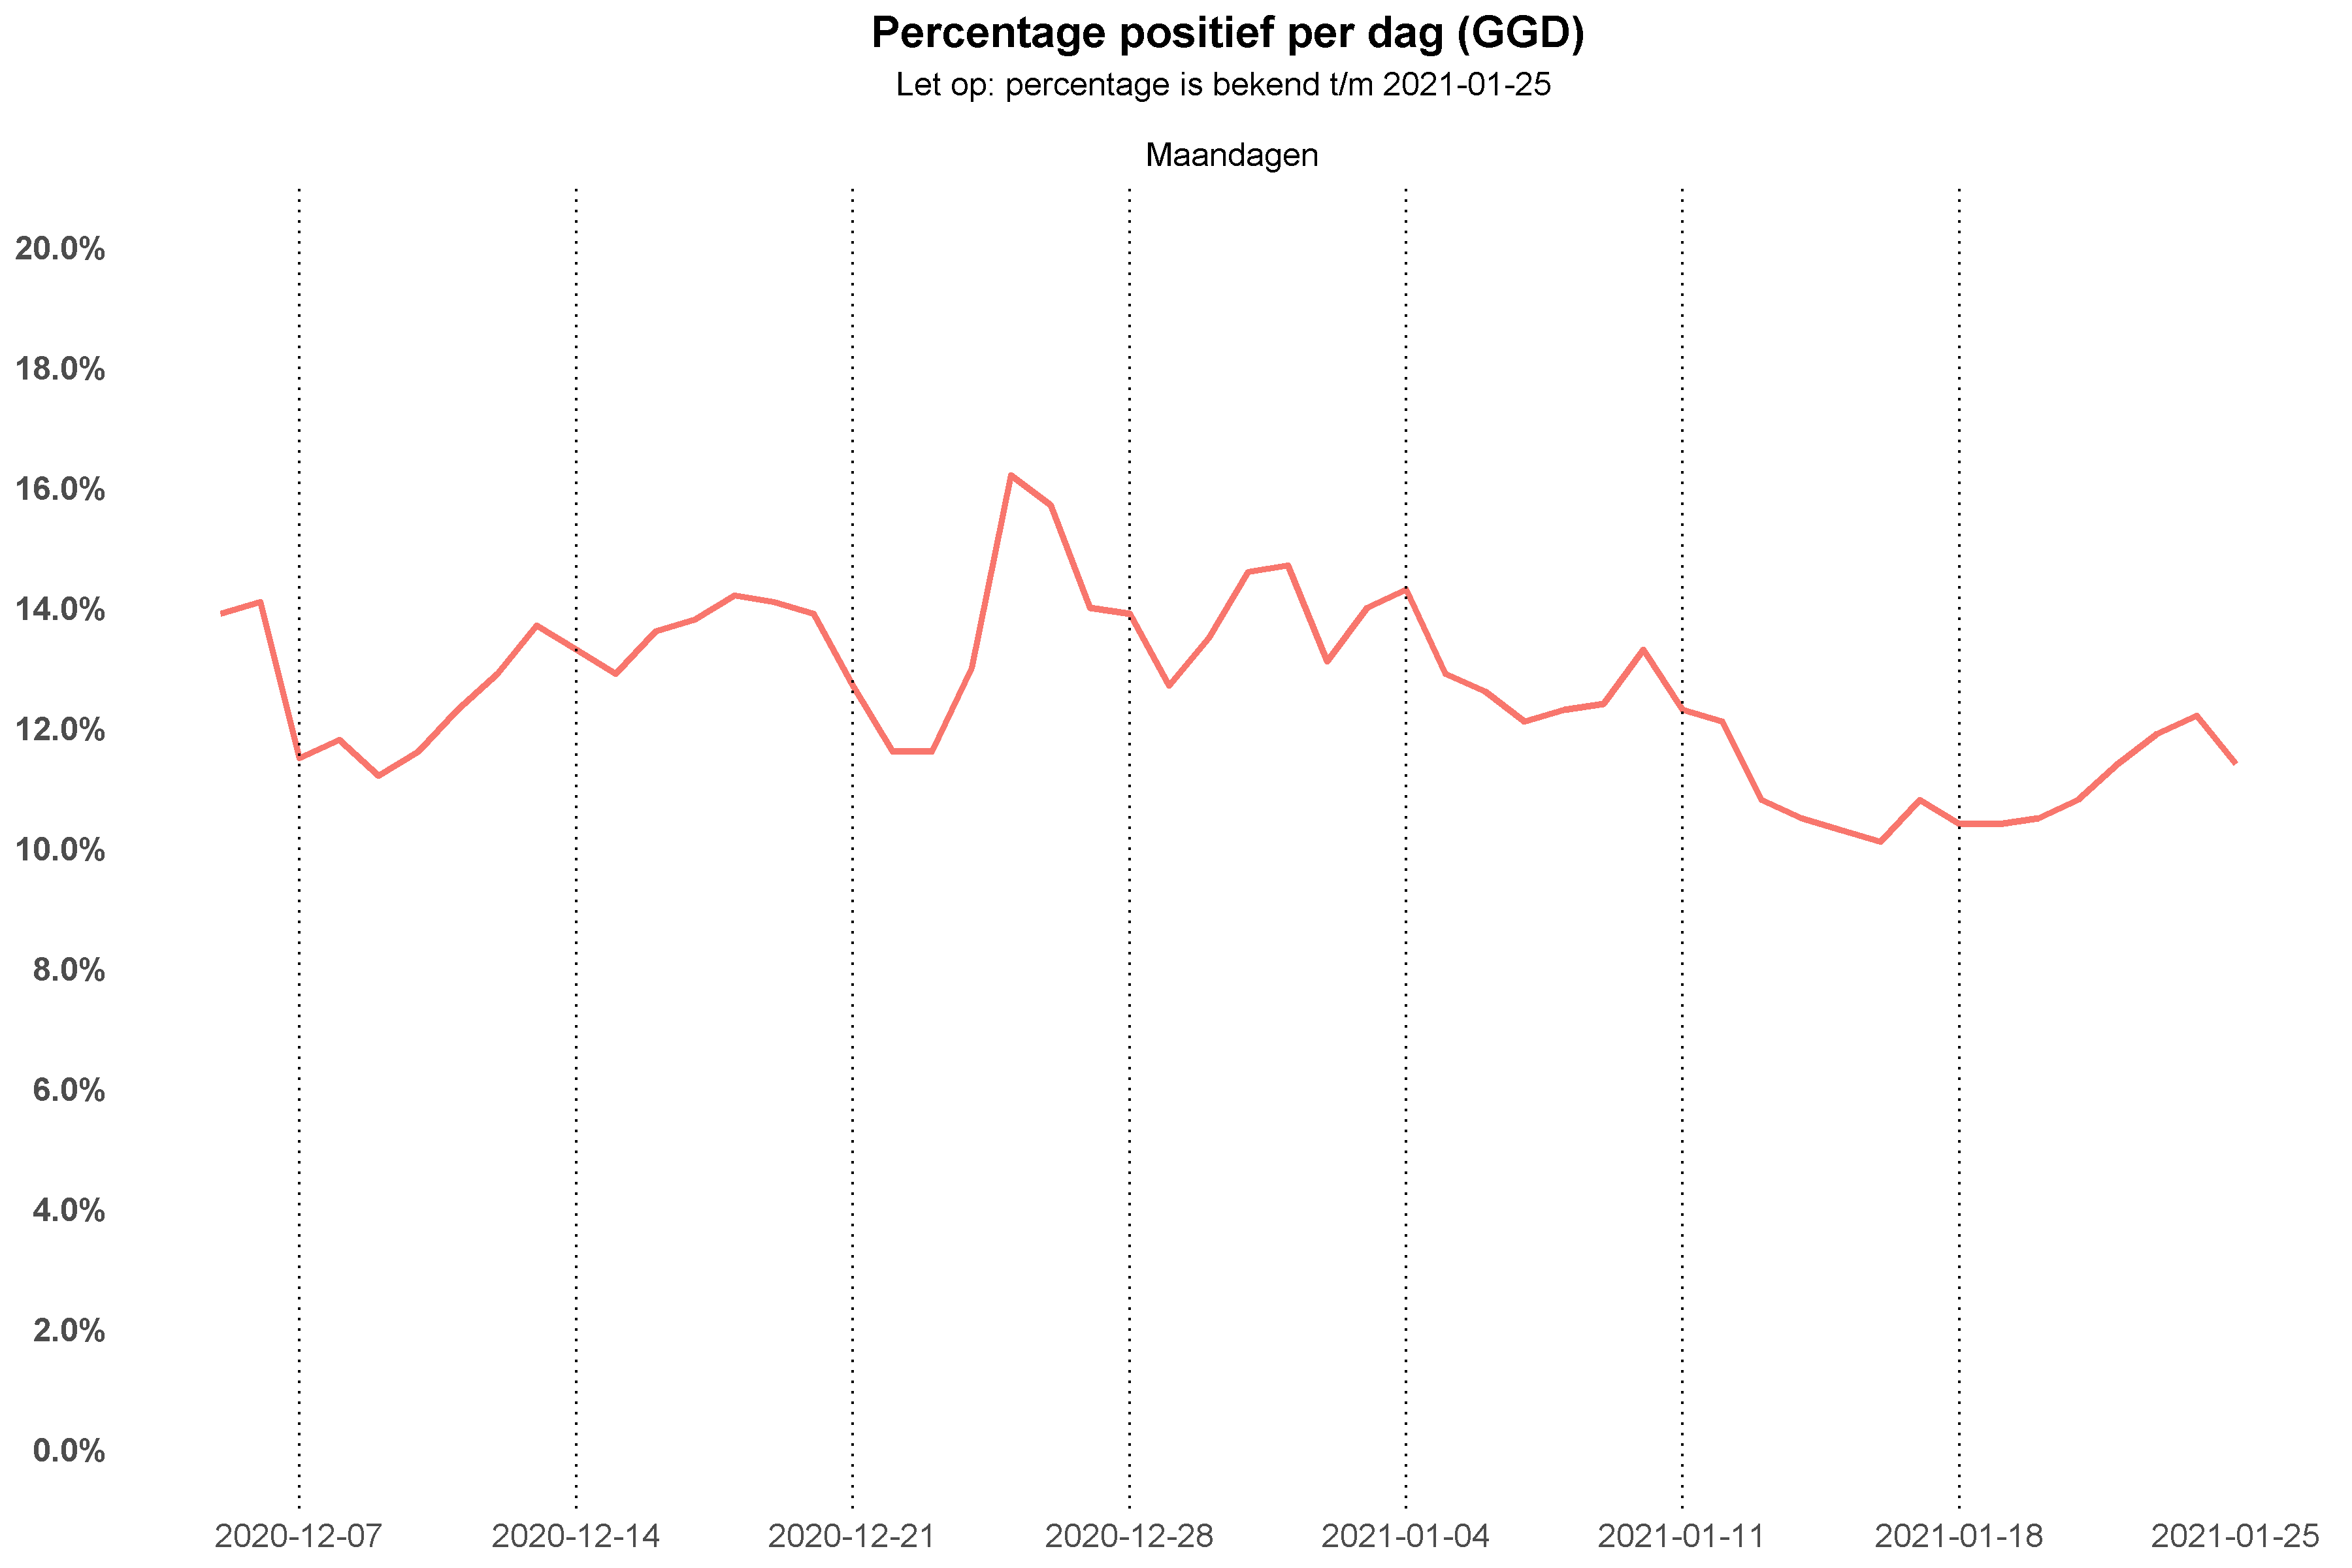 Percentage positief per dag (GGD)
Let op: percentage is bekend t/m 2021-01-25
Maandagen
20.0%
18.0%
16.0%
14.0%
12.0%
10.0%
8.0%
6.0%
4.0%
2.0%
0.0%
2020-12-07 2020-12-14 2020-12-21 2020-12-28 2021-01-04 2021-01-11 2021-01-18 2021-01-25